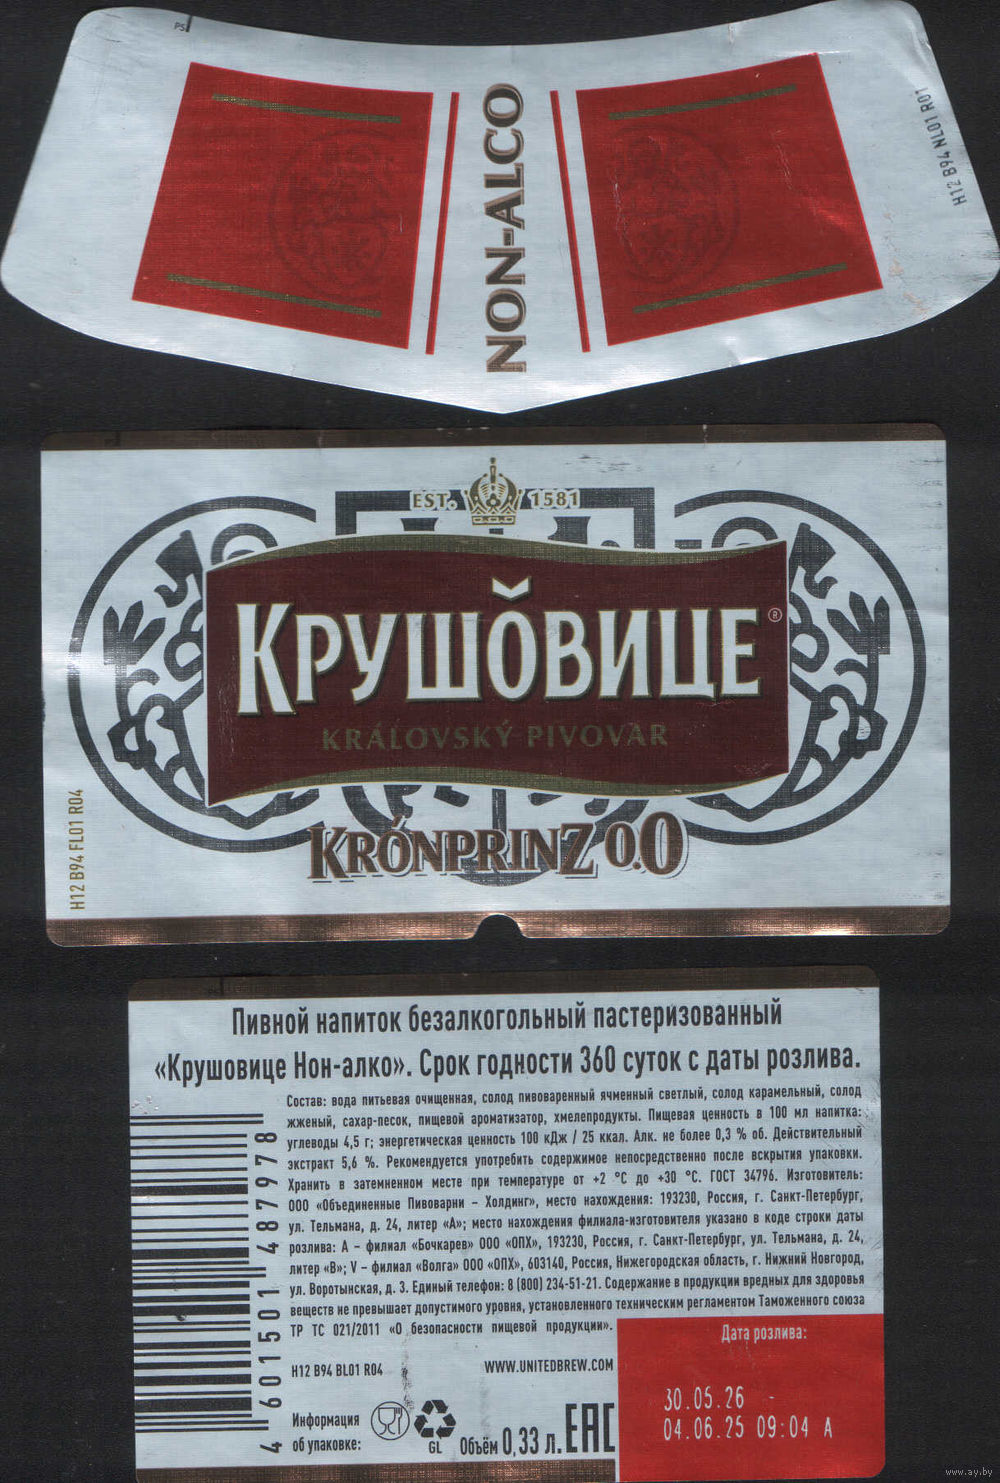 NON-ALCO
H12 B94 NL01 R01
EST. 1581
КРУШОВИЦЕ®
KRÁLOVSKÝ PIVOVAR
KRÓNPRINZ 0.0
H12 B94 FL01 R04
Пивной напиток безалкогольный пастеризованный
«Крушовице Нон-алко». Срок годности 360 суток с даты розлива.
Состав: вода питьевая очищенная, солод пивоваренный ячменный светлый, солод карамельный, солод
жженый, сахар-песок, пищевой ароматизатор, хмелепродукты. Пищевая ценность в 100 мл напитка:
углеводы 4,5 г; энергетическая ценность 100 кДж / 25 ккал. Алк. не более 0,3 % об. Действительный
экстракт 5,6 %. Рекомендуется употребить содержимое непосредственно после вскрытия упаковки.
Хранить в затемненном месте при температуре от +2 °C до +30 °C. ГОСТ 34796. Изготовитель:
ООО «Объединенные Пивоварни – Холдинг», место нахождения: 193230, Россия, г. Санкт-Петербург,
ул. Тельмана, д. 24, литер «А»; место нахождения филиала-изготовителя указано в коде строки даты
розлива: А – филиал «Бочкарев» ООО «ОПХ», 193230, Россия, г. Санкт-Петербург, ул. Тельмана, д. 24,
литер «В»; V – филиал «Волга» ООО «ОПХ», 603140, Россия, Нижегородская область, г. Нижний Новгород,
ул. Воротынская, д. 3. Единый телефон: 8 (800) 234-51-21. Содержание в продукции вредных для здоровья
веществ не превышает допустимого уровня, установленного техническим регламентом Таможенного союза
ТР ТС 021/2011 «О безопасности пищевой продукции».
Дата розлива:
H12 B94 BL01 R04
WWW.UNITEDBREW.COM
30.05.26
04.06.25 09:04 A
Информация
об упаковке:
GL
Объём 0,33 л.
EAC
4 601501 487978
www.ay.by